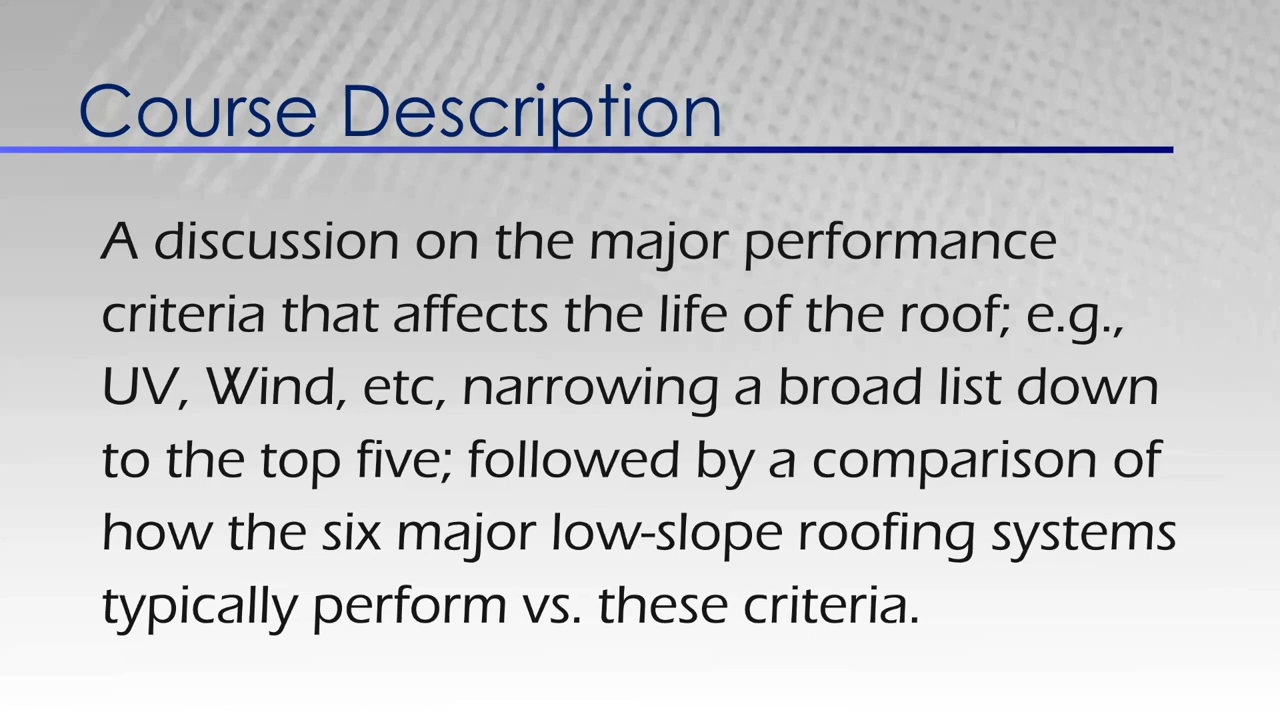 Course Description
A discussion on the major performance
criteria that affects the life of the roof; e.g.,
UV, Wind, etc, narrowing a broad list down
to the top five; followed by a comparison of
how the six major low-slope roofing systems
typically perform vs. these criteria.